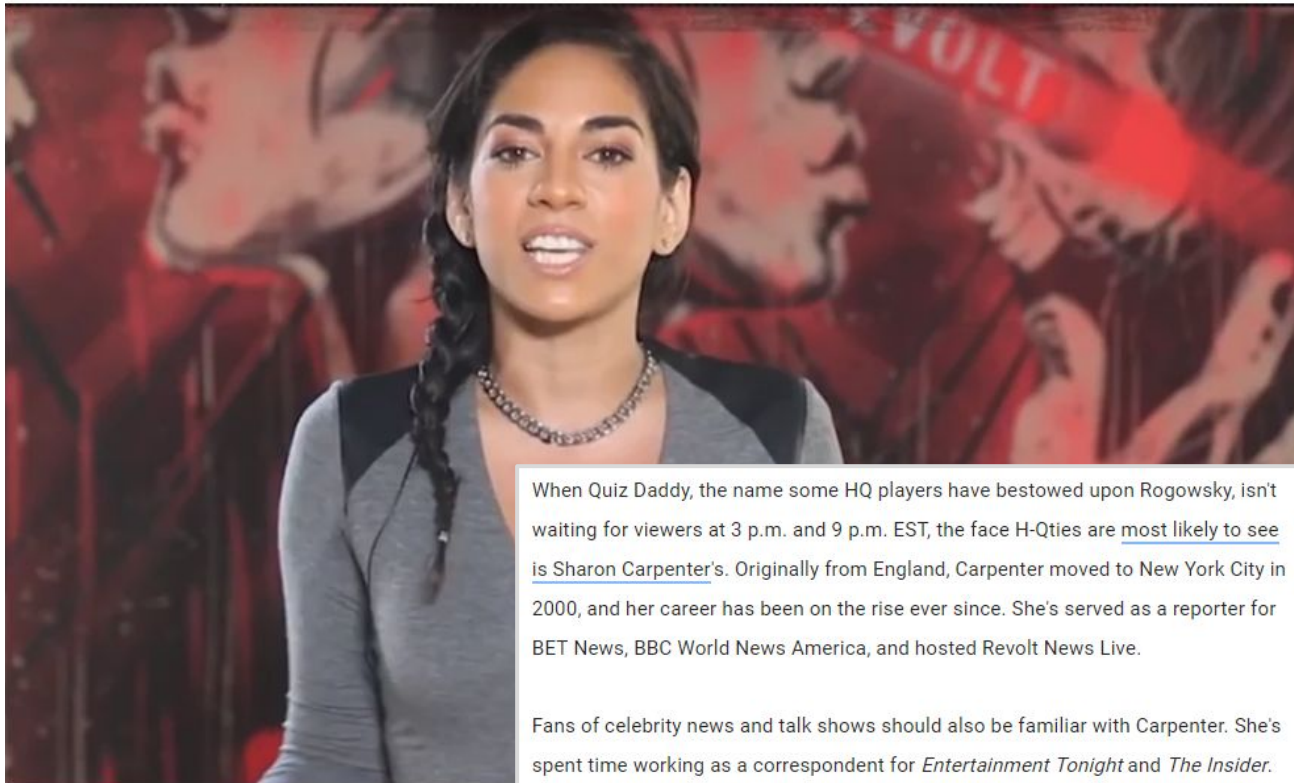 VOLT
When Quiz Daddy, the name some HQ players have bestowed upon Rogowsky, isn't
waiting for viewers at 3 p.m. and 9 p.m. EST, the face H-Qties are most likely to see
is Sharon Carpenter's. Originally from England, Carpenter moved to New York City in
2000, and her career has been on the rise ever since. She's served as a reporter for
BET News, BBC World News America, and hosted Revolt News Live.
Fans of celebrity news and talk shows should also be familiar with Carpenter. She's
spent time working as a correspondent for Entertainment Tonight and The Insider.